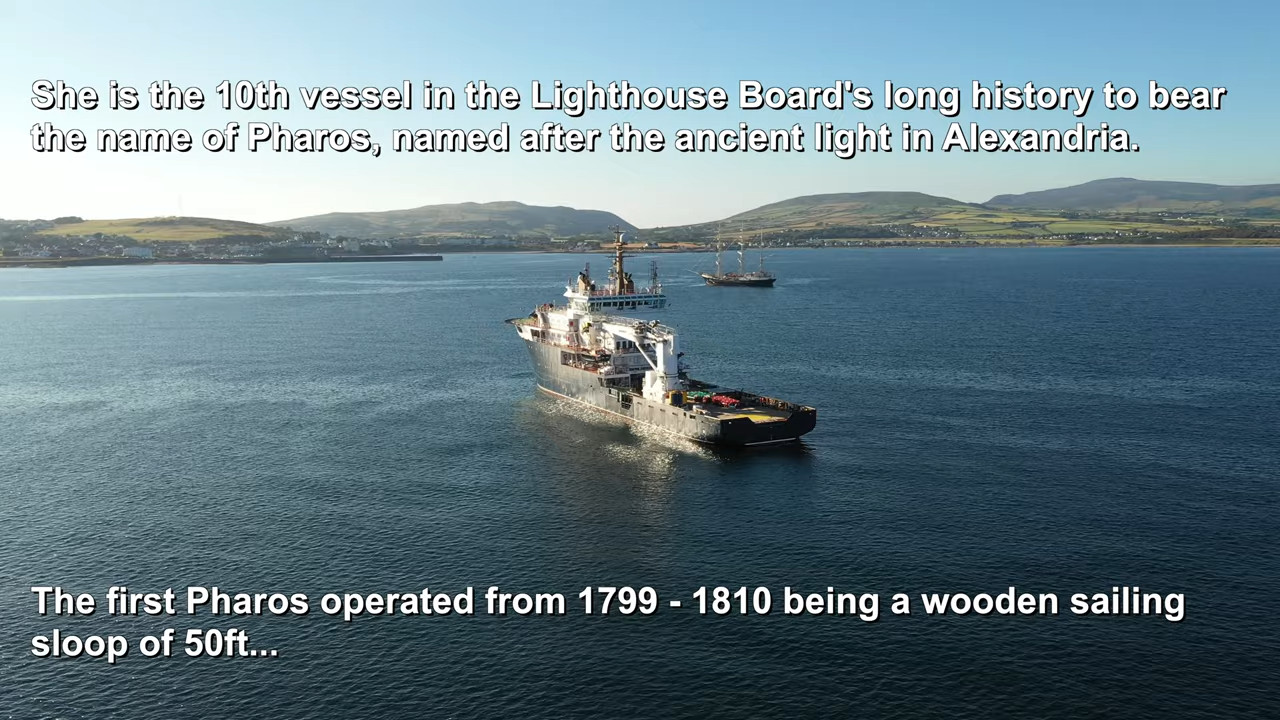 She is the 10th vessel in the Lighthouse Board's long history to bear
the name of Pharos, named after the ancient light in Alexandria.
The first Pharos operated from 1799 - 1810 being a wooden sailing
sloop of 50ft...